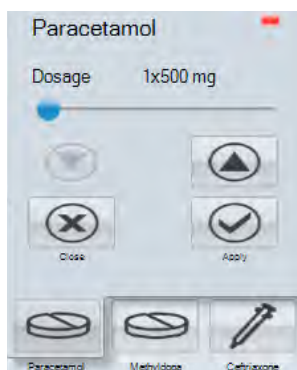 Paracetamol
Dosage 1x500 mg
Close Apply
Paracetamol Methyldopa Ceftriaxone